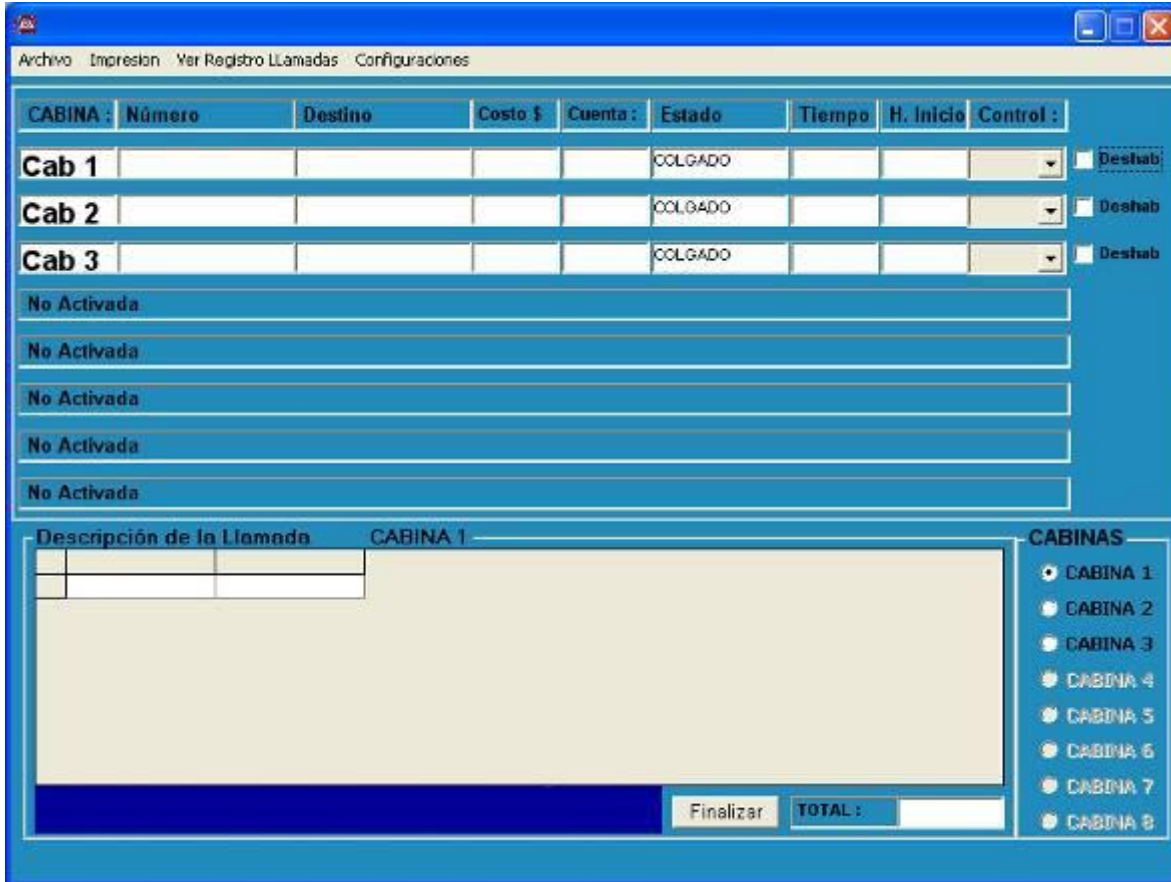 Archivo Impresion Ver Registro LLamadas Configuraciones
CABINA : Número Destino Costo $ Cuenta : Estado Tiempo H. Inicio Control :
Cab 1 COLGADO Deshab
Cab 2 COLGADO Deshab
Cab 3 COLGADO Deshab
No Activada
No Activada
No Activada
No Activada
No Activada
Descripción de la Llamada CABINA 1
CABINAS
CABINA 1
CABINA 2
CABINA 3
CABINA 4
CABINA 5
CABINA 6
CABINA 7
CABINA 8
Finalizar TOTAL :